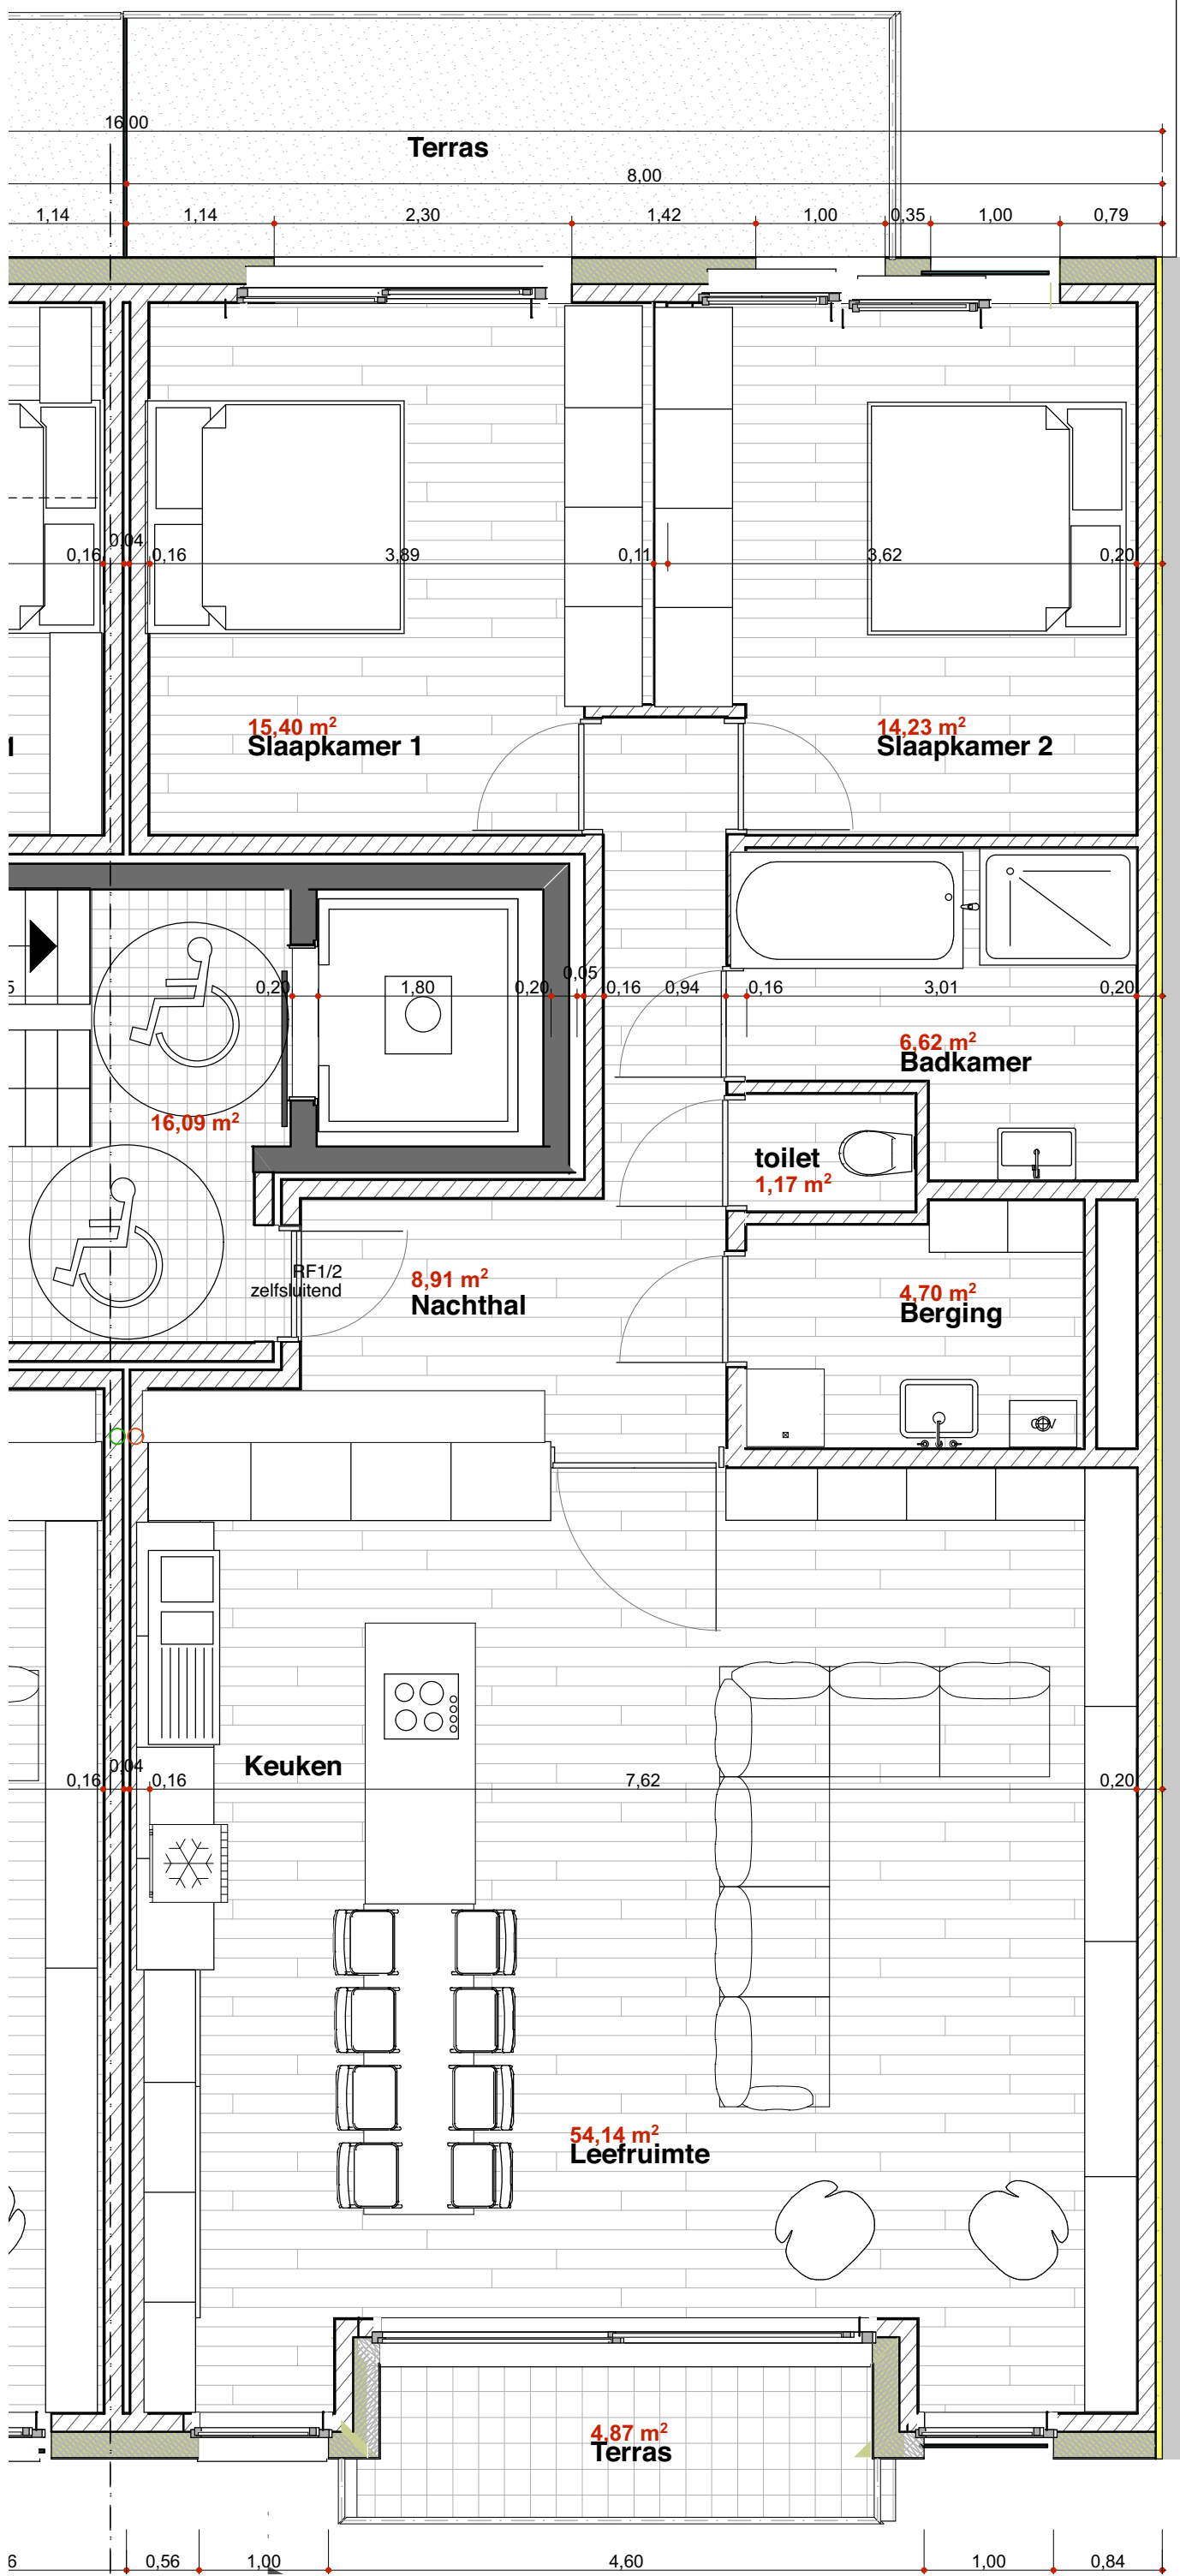 16,00
Terras
8,00
1,14 1,14 2,30 1,42 1,00 0,35 1,00 0,79
0,16 0,04 0,16 3,89 0,11 3,62 0,20
15,40 m²
Slaapkamer 1
14,23 m²
Slaapkamer 2
1
5 0,20 1,80 0,20 0,05 0,16 0,94 0,16 3,01 0,20
6,62 m²
Badkamer
16,09 m²
toilet
1,17 m²
RF1/2
zelfsluitend
8,91 m²
Nachthal
4,70 m²
Berging
Keuken
0,16 0,04 0,16 7,62 0,20
54,14 m²
Leefruimte
4,87 m²
Terras
6 0,56 1,00 4,60 1,00 0,84